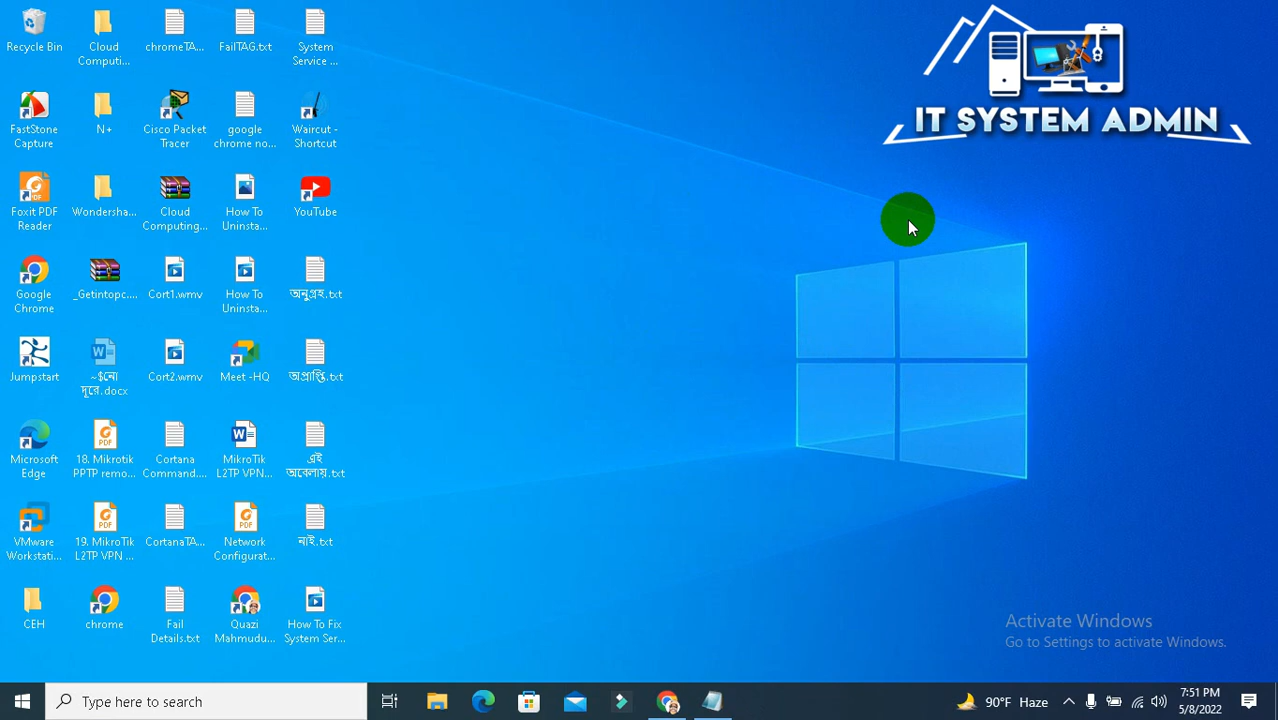 IT SYSTEM ADMIN
Recycle Bin
Cloud
Computi...
chromeTA...
FailTAG.txt
System
Service ...
FastStone
Capture
N+
Cisco Packet
Tracer
google
chrome no...
Waircut -
Shortcut
Foxit PDF
Reader
Wondersha...
Cloud
Computing...
How To
Uninsta...
YouTube
Google
Chrome
_Getintopc....
Cort1.wmv
How To
Uninsta...
অনুগ্রহ.txt
Jumpstart
~$নো
দূরে.docx
Cort2.wmv
Meet -HQ
অপ্রাপ্তি.txt
Microsoft
Edge
18. Mikrotik
PPTP remo...
Cortana
Command....
MikroTik
L2TP VPN...
এই
অবেলায়.txt
VMware
Workstati...
19. MikroTik
L2TP VPN ...
CortanaTA...
Network
Configurat...
নাই.txt
CEH
chrome
Fail
Details.txt
Quazi
Mahmudu...
How To Fix
System Ser...
Activate Windows
Go to Settings to activate Windows.
Type here to search
90°F Haze
7:51 PM
5/8/2022